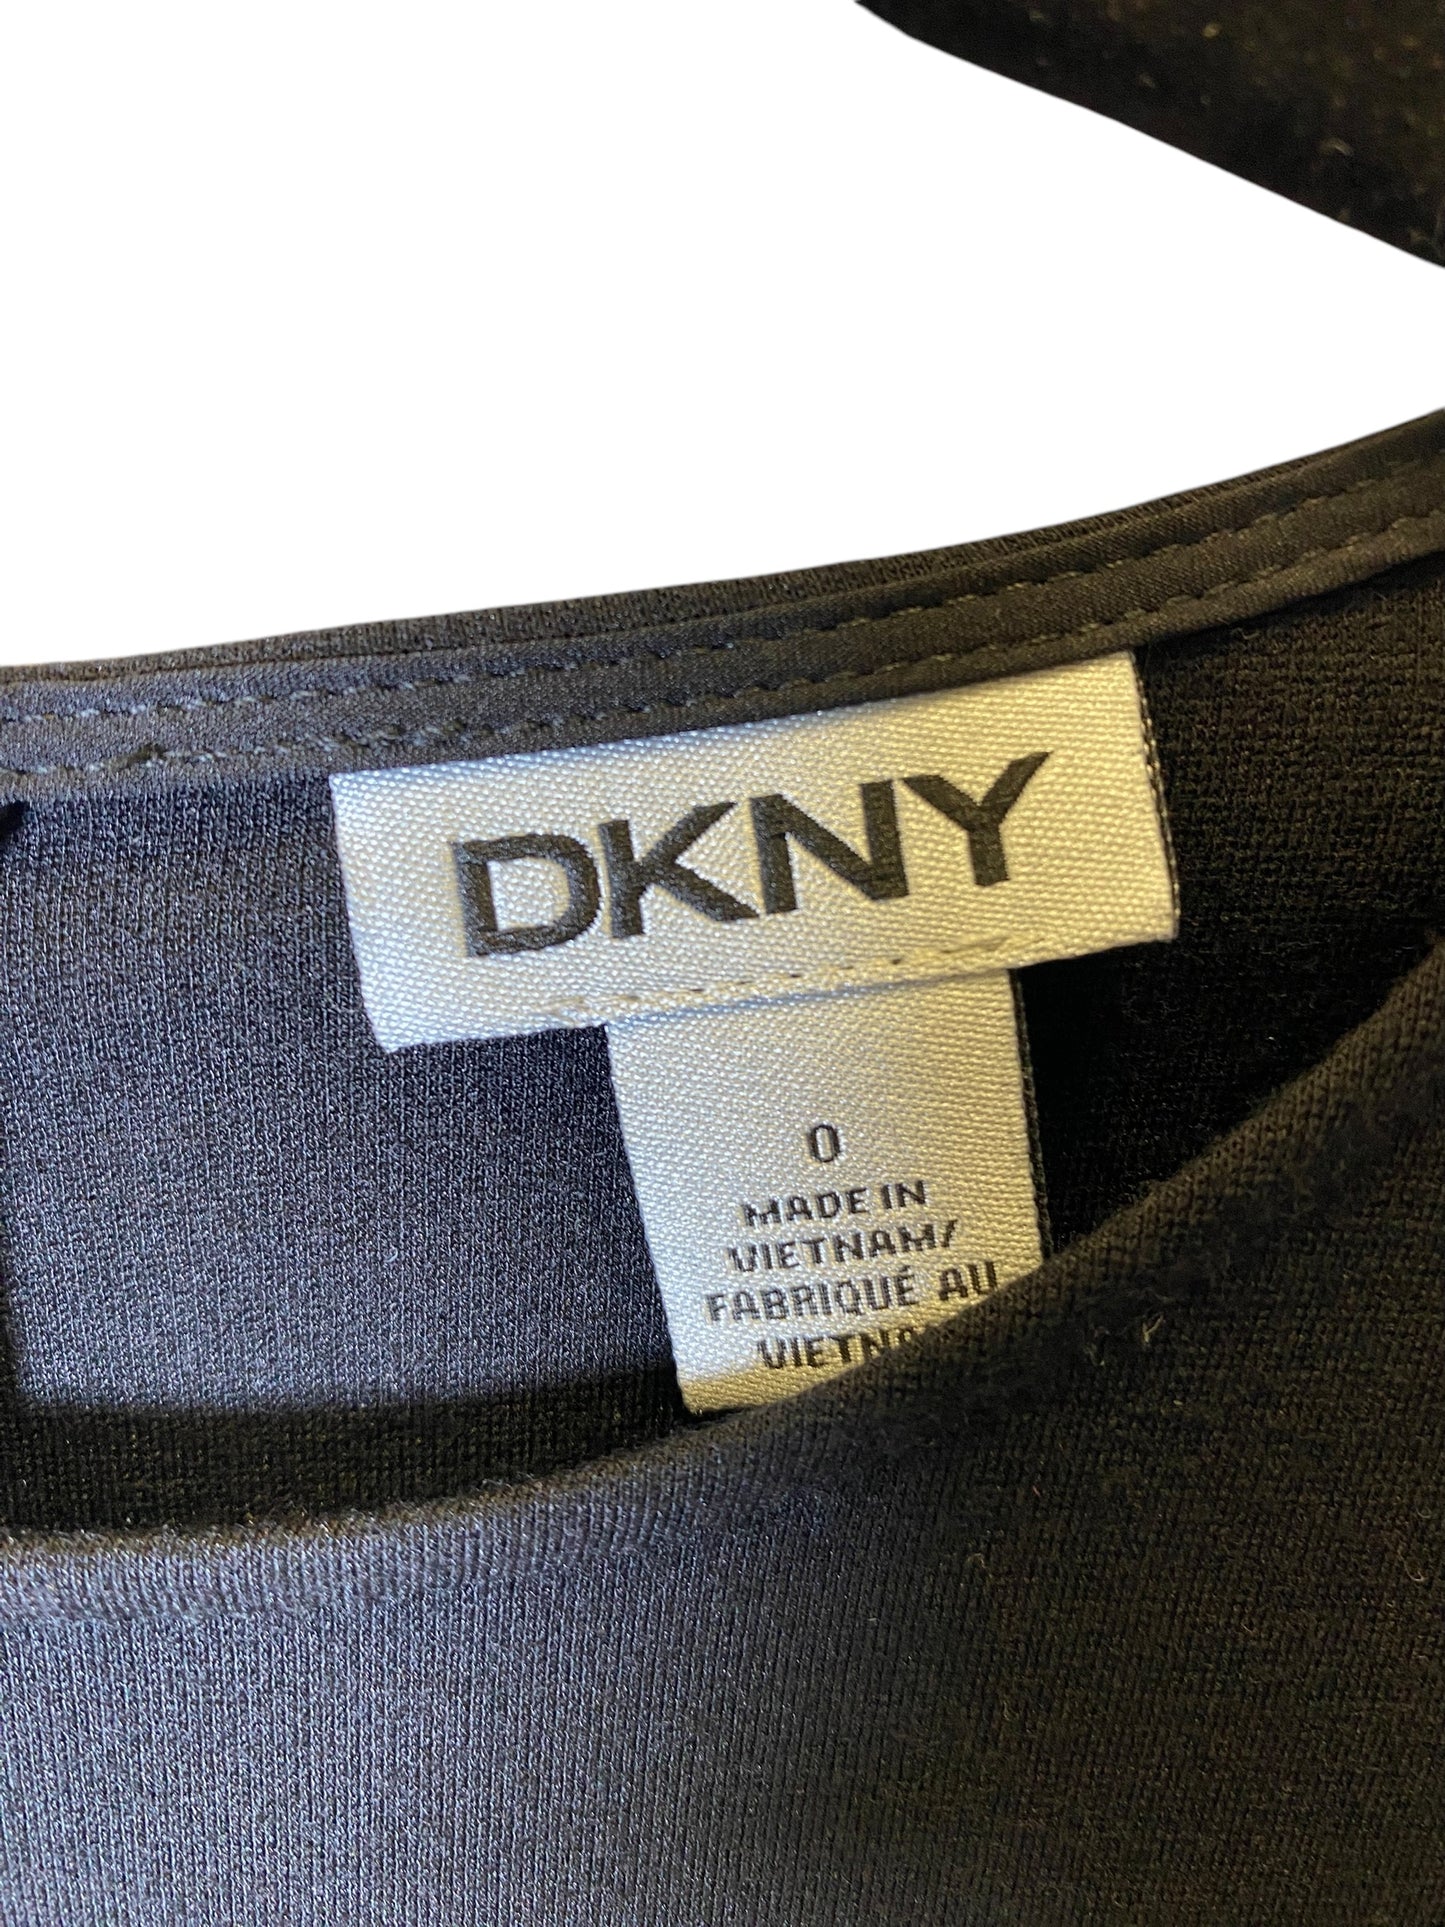 DKNY
0
MADE IN
VIETNAM/
FABRIQUÉ AU